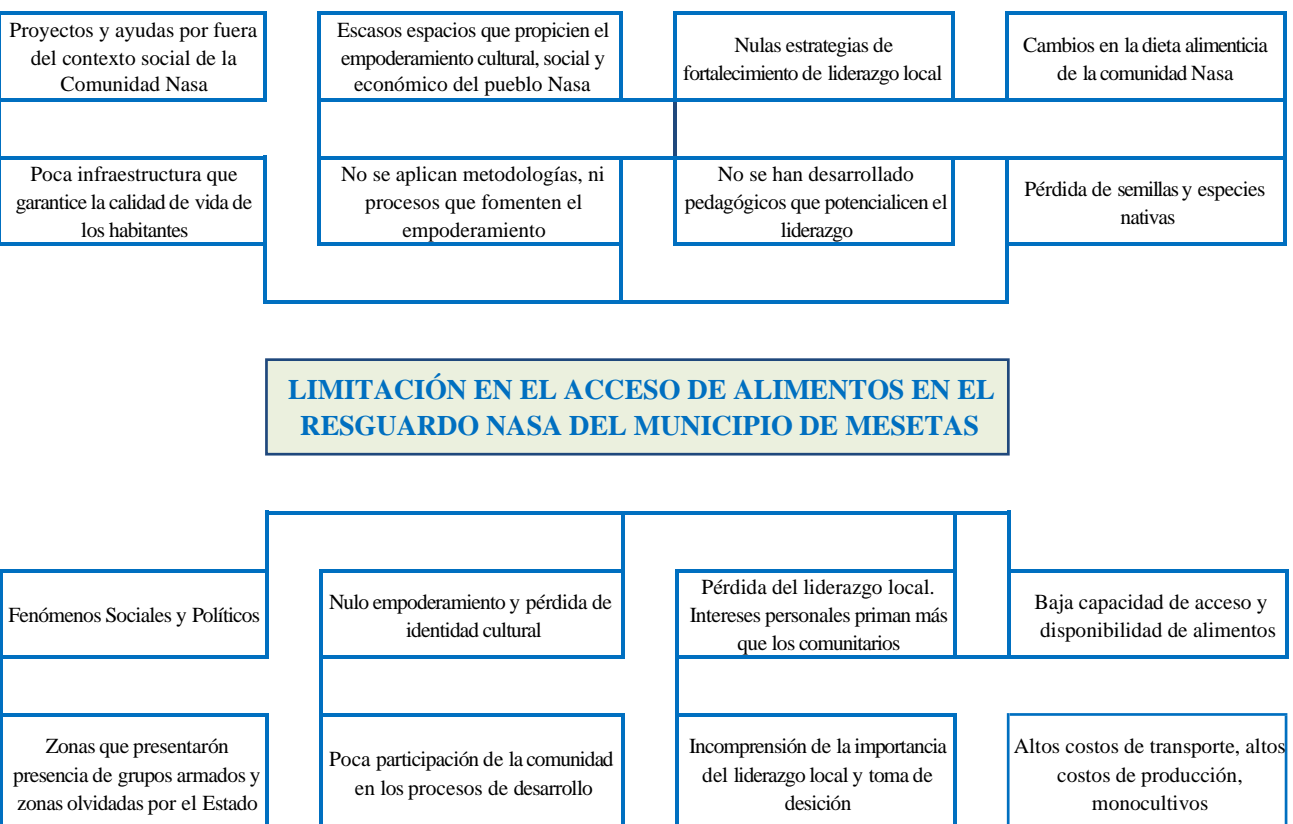 Proyectos y ayudas por fuera
del contexto social de la
Comunidad Nasa
Escasos espacios que propicien el
empoderamiento cultural, social y
económico del pueblo Nasa
Nulas estrategias de
fortalecimiento de liderazgo local
Cambios en la dieta alimenticia
de la comunidad Nasa
Poca infraestructura que
garantice la calidad de vida de
los habitantes
No se aplican metodologías, ni
procesos que fomenten el
empoderamiento
No se han desarrollado
pedagógicos que potencialicen el
liderazgo
Pérdida de semillas y especies
nativas
LIMITACIÓN EN EL ACCESO DE ALIMENTOS EN EL
RESGUARDO NASA DEL MUNICIPIO DE MESETAS
Fenómenos Sociales y Políticos
Nulo empoderamiento y pérdida de
identidad cultural
Pérdida del liderazgo local.
Intereses personales priman más
que los comunitarios
Baja capacidad de acceso y
disponibilidad de alimentos
Zonas que presentarón
presencia de grupos armados y
zonas olvidadas por el Estado
Poca participación de la comunidad
en los procesos de desarrollo
Incomprensión de la importancia
del liderazgo local y toma de
desición
Altos costos de transporte, altos
costos de producción,
monocultivos